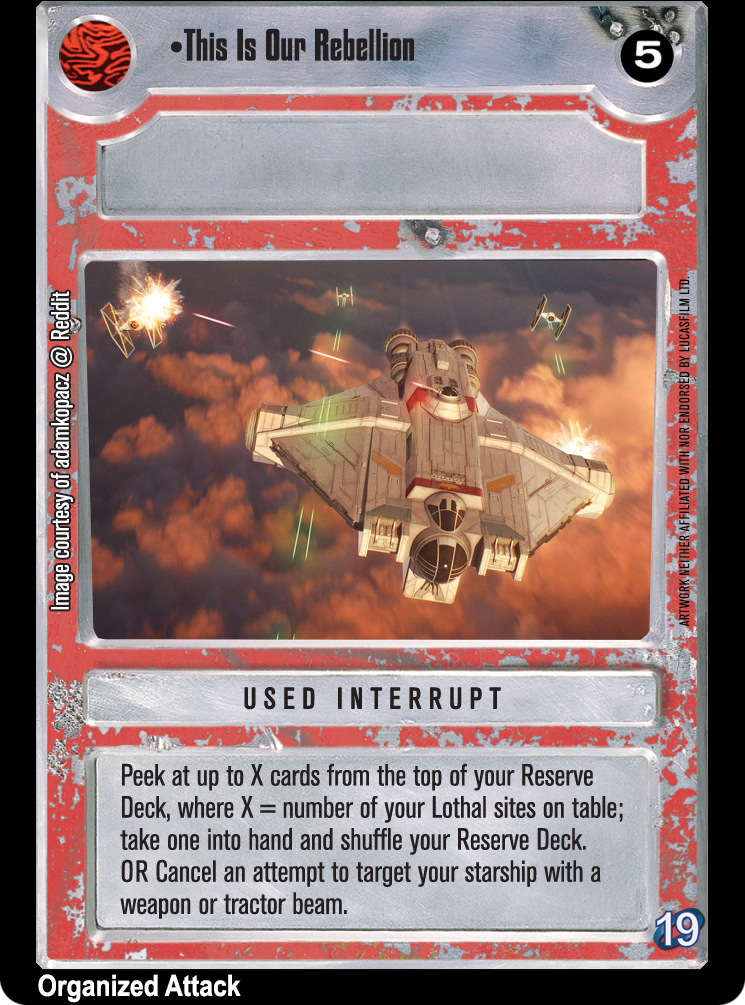 •This Is Our Rebellion
5
Image courtesy of adamkopacz @ Reddit
ARTWORK NEITHER AFFILIATED WITH NOR ENDORSED BY LUCASFILM LTD.
USED INTERRUPT
Peek at up to X cards from the top of your Reserve
Deck, where X = number of your Lothal sites on table;
take one into hand and shuffle your Reserve Deck.
OR Cancel an attempt to target your starship with a
weapon or tractor beam.
19
Organized Attack